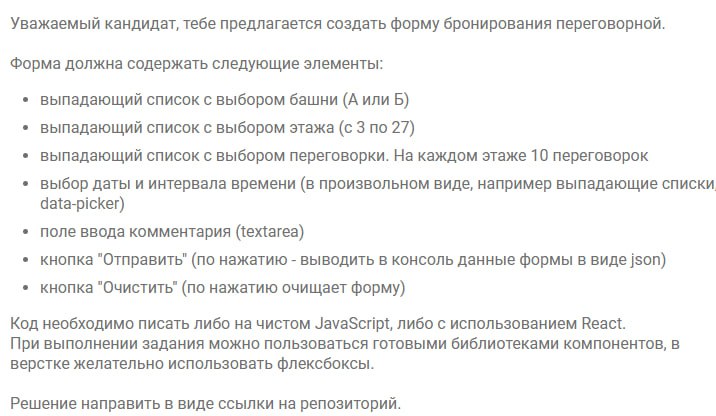 Уважаемый кандидат, тебе предлагается создать форму бронирования переговорной.
Форма должна содержать следующие элементы:
• выпадающий список с выбором башни (А или Б)
• выпадающий список с выбором этажа (с 3 по 27)
• выпадающий список с выбором переговорки. На каждом этаже 10 переговорок
• выбор даты и интервала времени (в произвольном виде, например выпадающие списки,
data-picker)
• поле ввода комментария (textarea)
• кнопка "Отправить" (по нажатию - выводить в консоль данные формы в виде json)
• кнопка "Очистить" (по нажатию очищает форму)
Код необходимо писать либо на чистом JavaScript, либо с использованием React.
При выполнении задания можно пользоваться готовыми библиотеками компонентов, в
верстке желательно использовать флексбоксы.
Решение направить в виде ссылки на репозиторий.